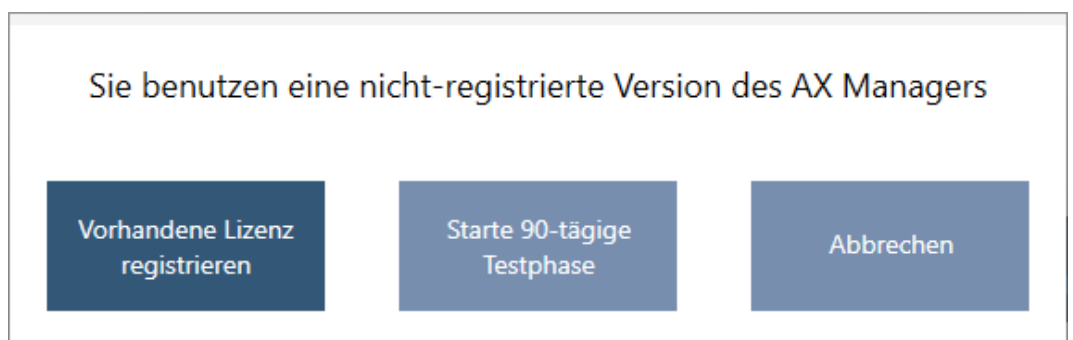 Sie benutzen eine nicht-registrierte Version des AX Managers
Vorhandene Lizenz
registrieren
Starte 90-tägige
Testphase
Abbrechen